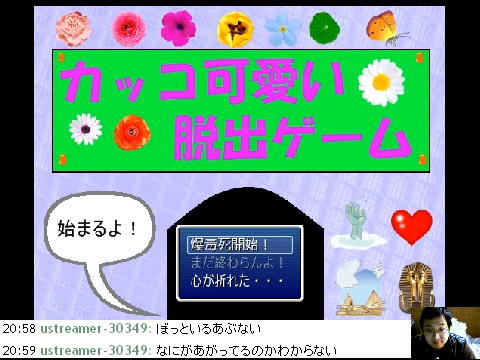 カッコ可愛い
脱出ゲーム
始まるよ！
爆音死開始！
まだ終わらんよ！
心が折れた・・・
20:58 ustreamer-30349: ぼっといるあぶない
20:59 ustreamer-30349: なにがあがってるのかわからない